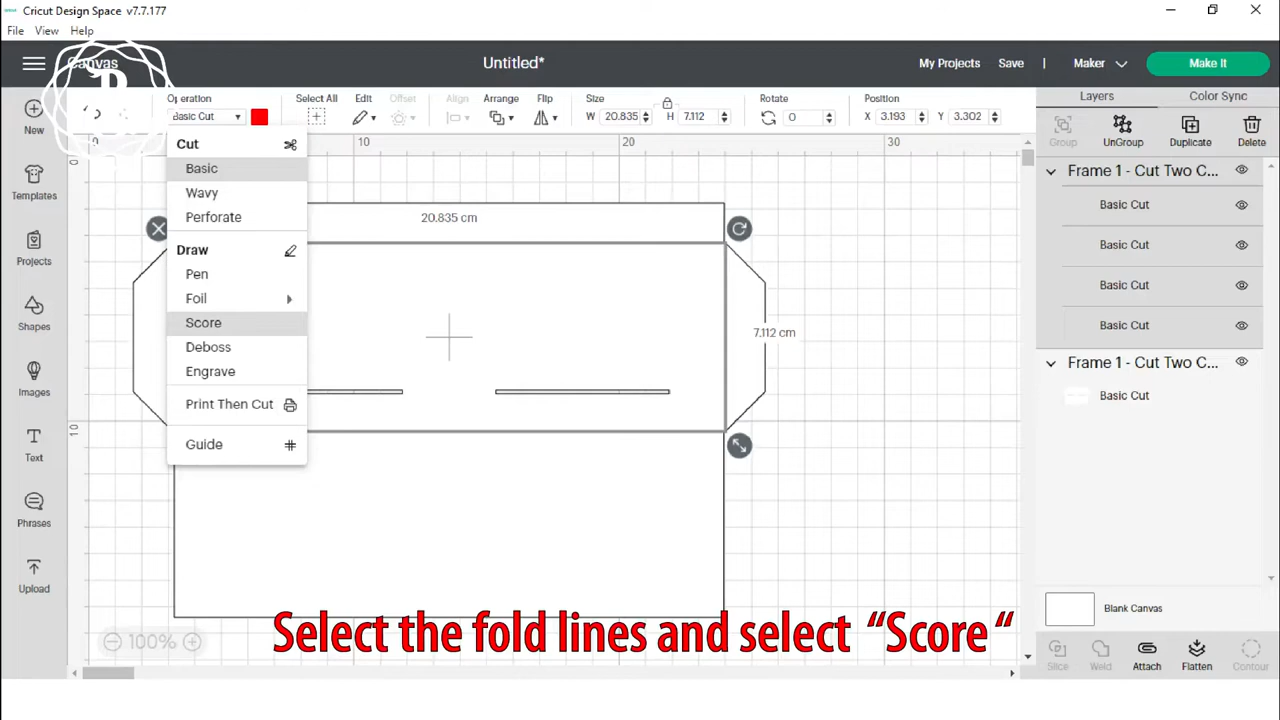 Cricut Design Space v7.7.177
File View Help
Canvas
Untitled*
My Projects Save | Maker Make It
Operation
Basic Cut
Select All Edit Offset Align Arrange Flip Size W 20.835 H 7.112 Rotate 0 Position X 3.193 Y 3.302
Layers Color Sync
Group UnGroup Duplicate Delete
New
Templates
Projects
Shapes
Images
Text
Phrases
Upload
Cut
Basic
Wavy
Perforate
Draw
Pen
Foil
Score
Deboss
Engrave
Print Then Cut
Guide
0 10 20 30
0
10
20.835 cm
7.112 cm
Frame 1 - Cut Two C...
Basic Cut
Basic Cut
Basic Cut
Basic Cut
Frame 1 - Cut Two C...
Basic Cut
Blank Canvas
Slice Weld Attach Flatten Contour
100%
Select the fold lines and select “Score“